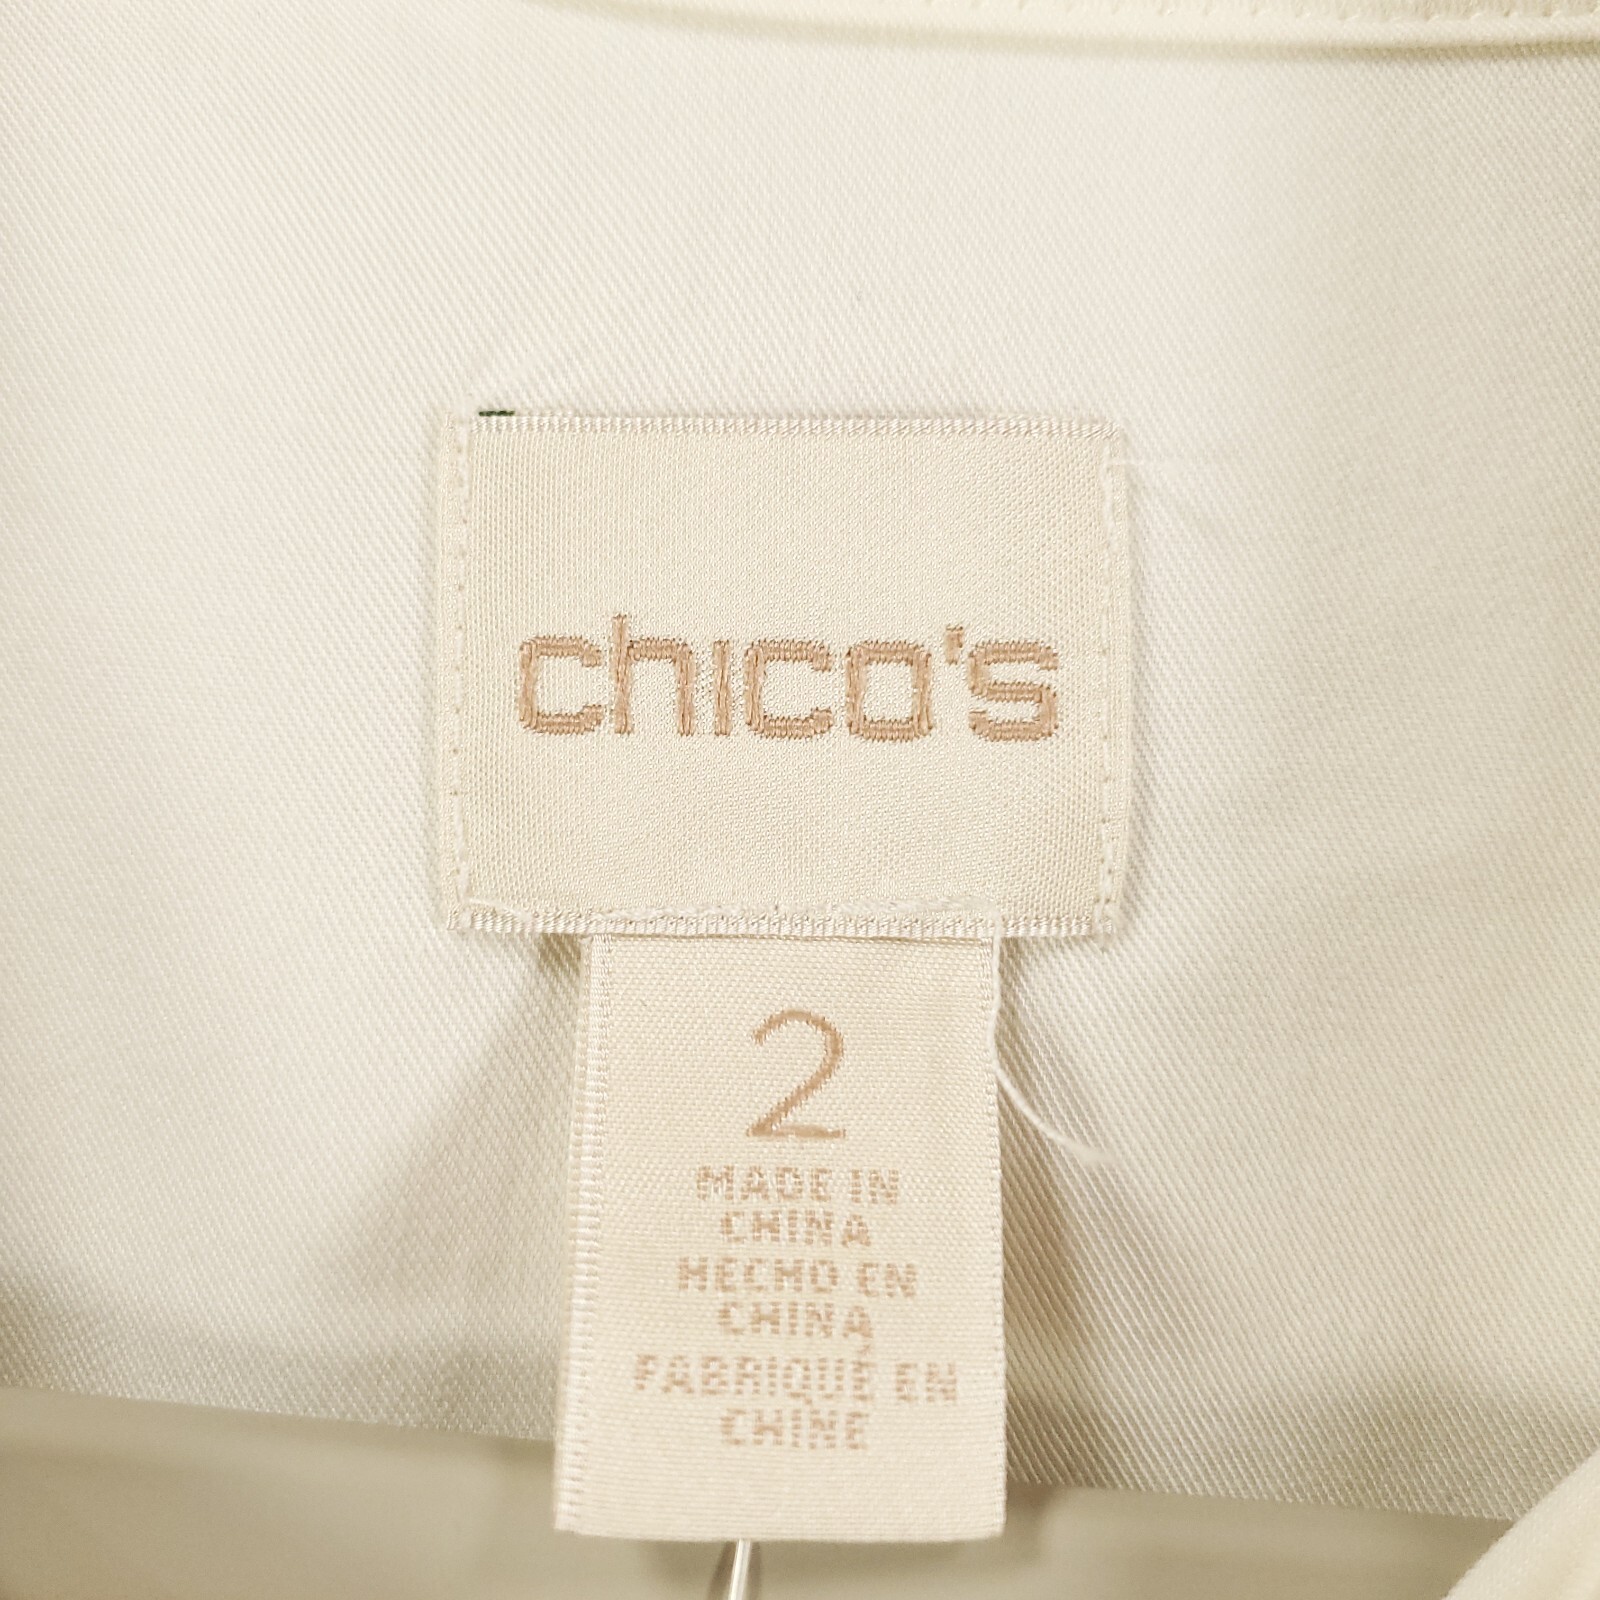 chico's
2
MADE IN
CHINA
HECHO EN
CHINA
FABRIQUÉ EN
CHINE